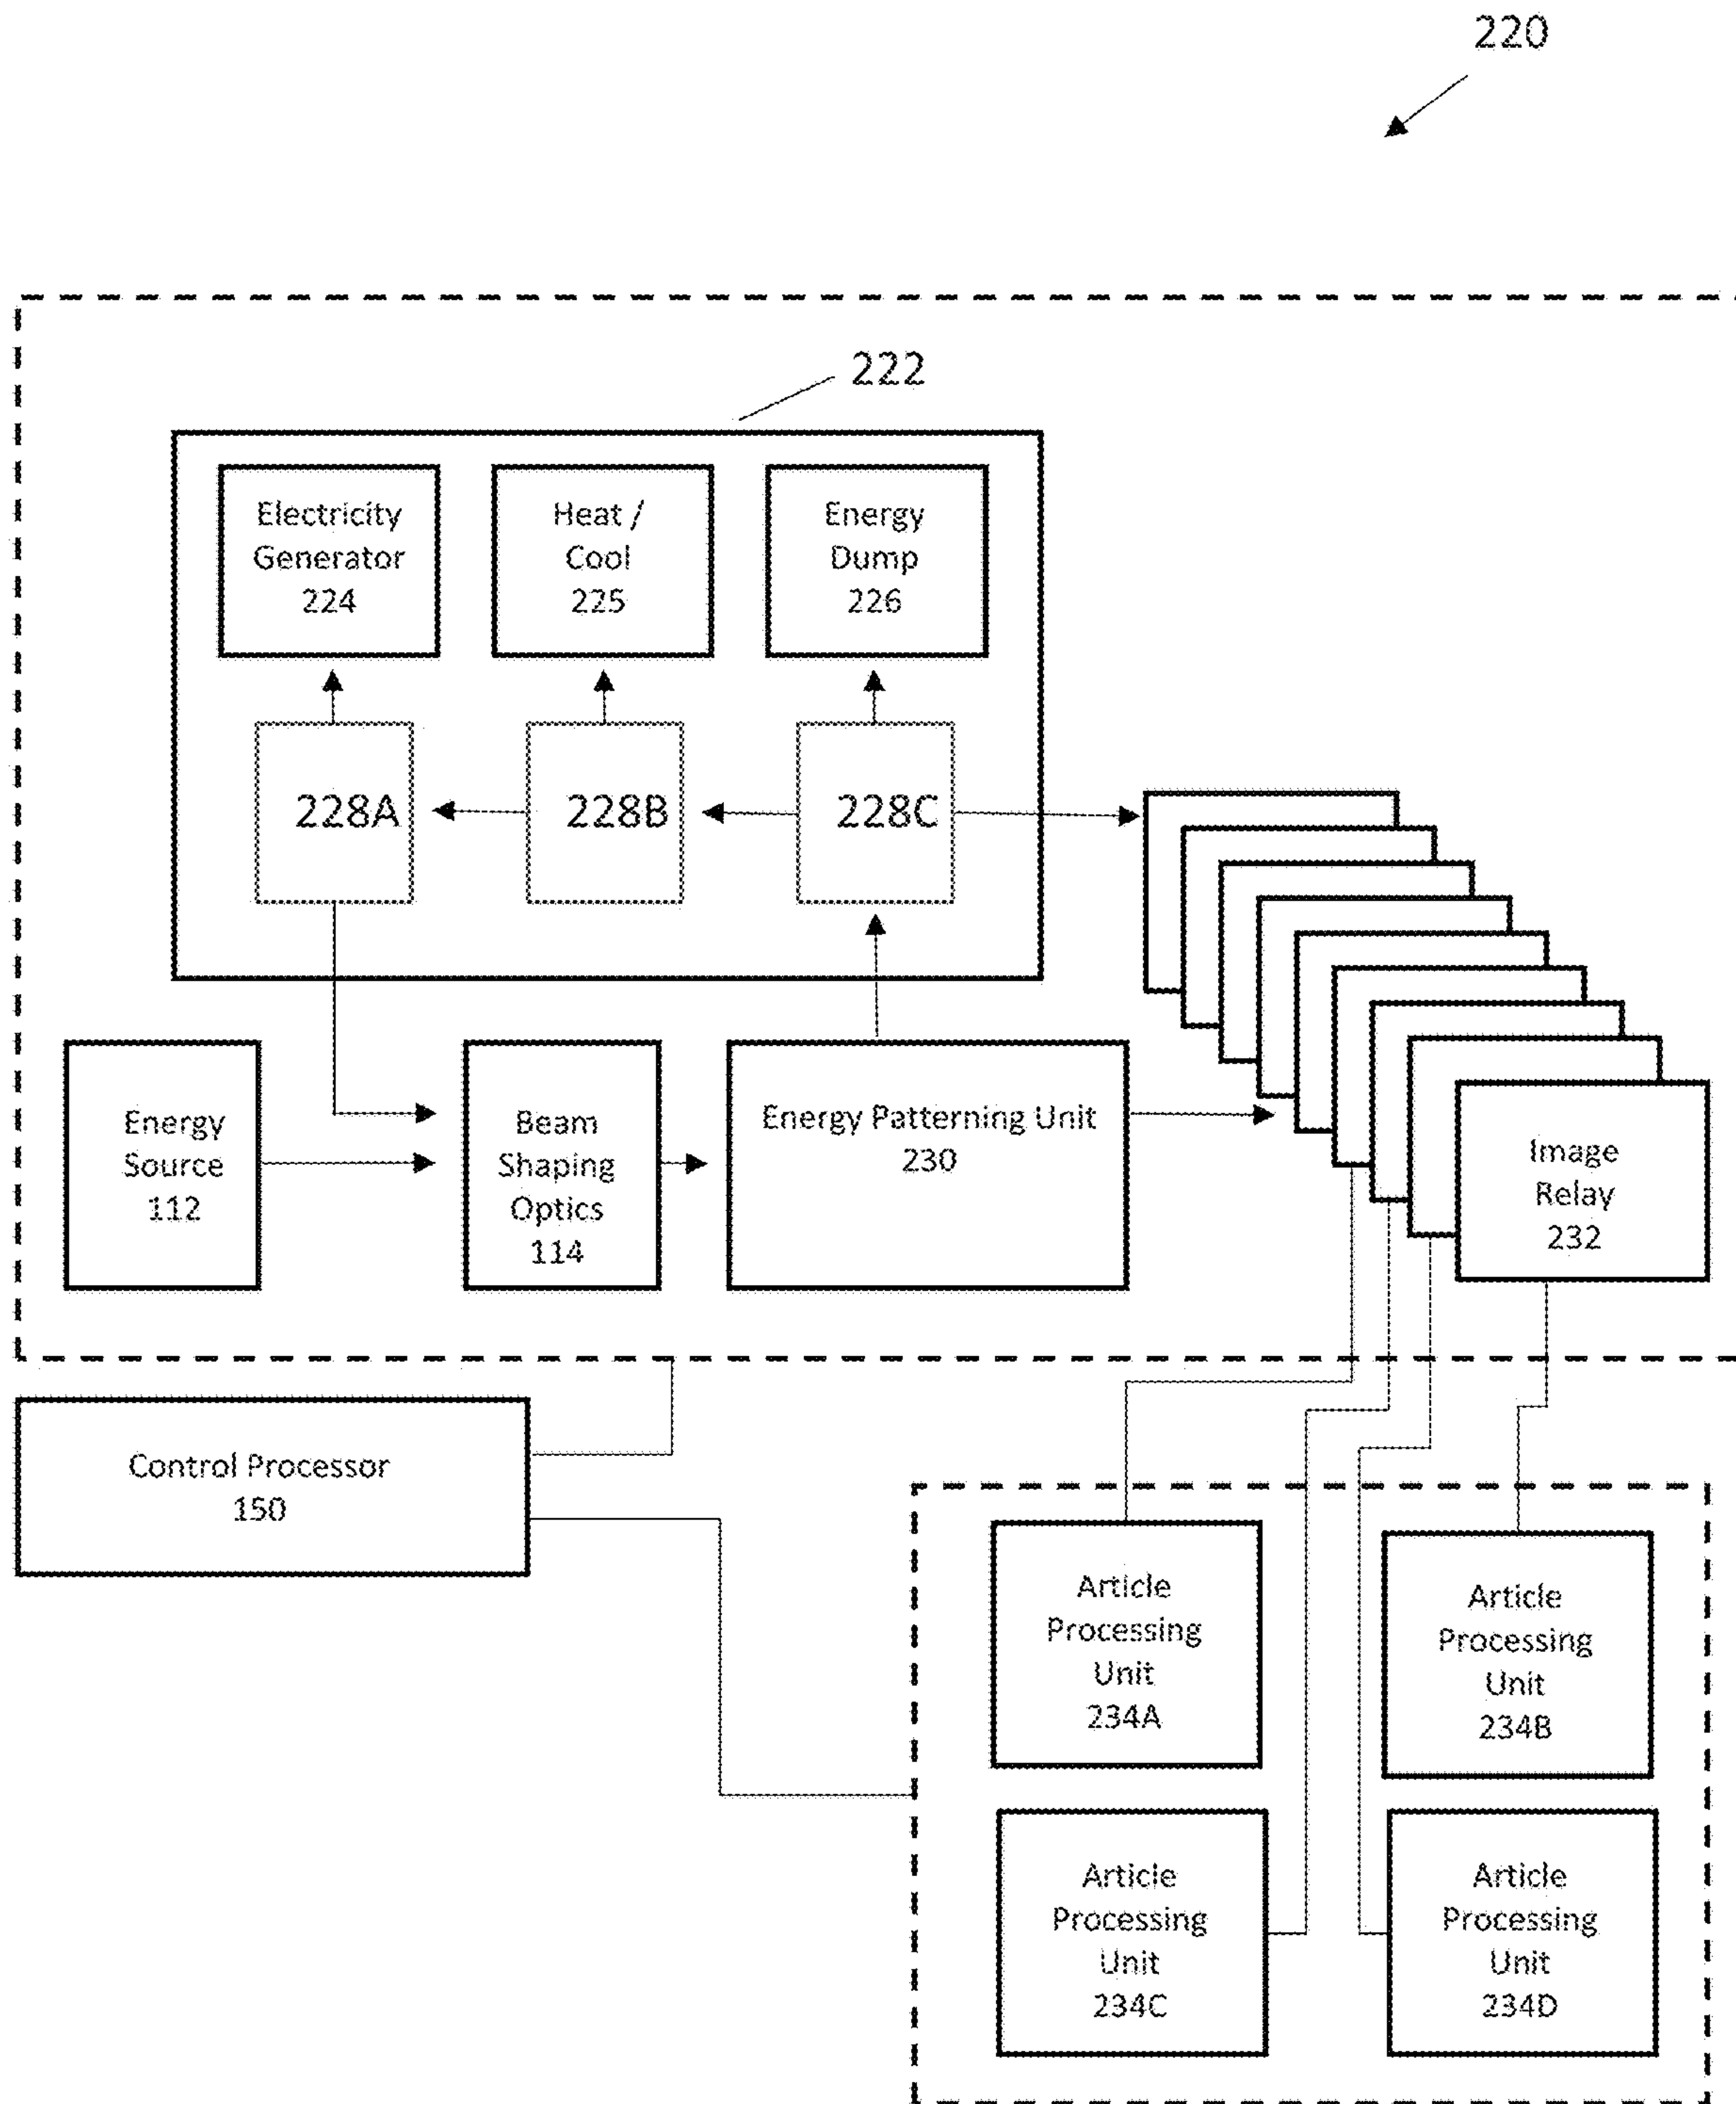 220
222
Electricity
Generator
224
Heat /
Cool
225
Energy
Dump
226
228A
228B
228C
Energy
Source
112
Beam
Shaping
Optics
114
Energy Patterning Unit
230
Image
Relay
232
Control Processor
150
Article
Processing
Unit
234A
Article
Processing
Unit
234B
Article
Processing
Unit
234C
Article
Processing
Unit
234D